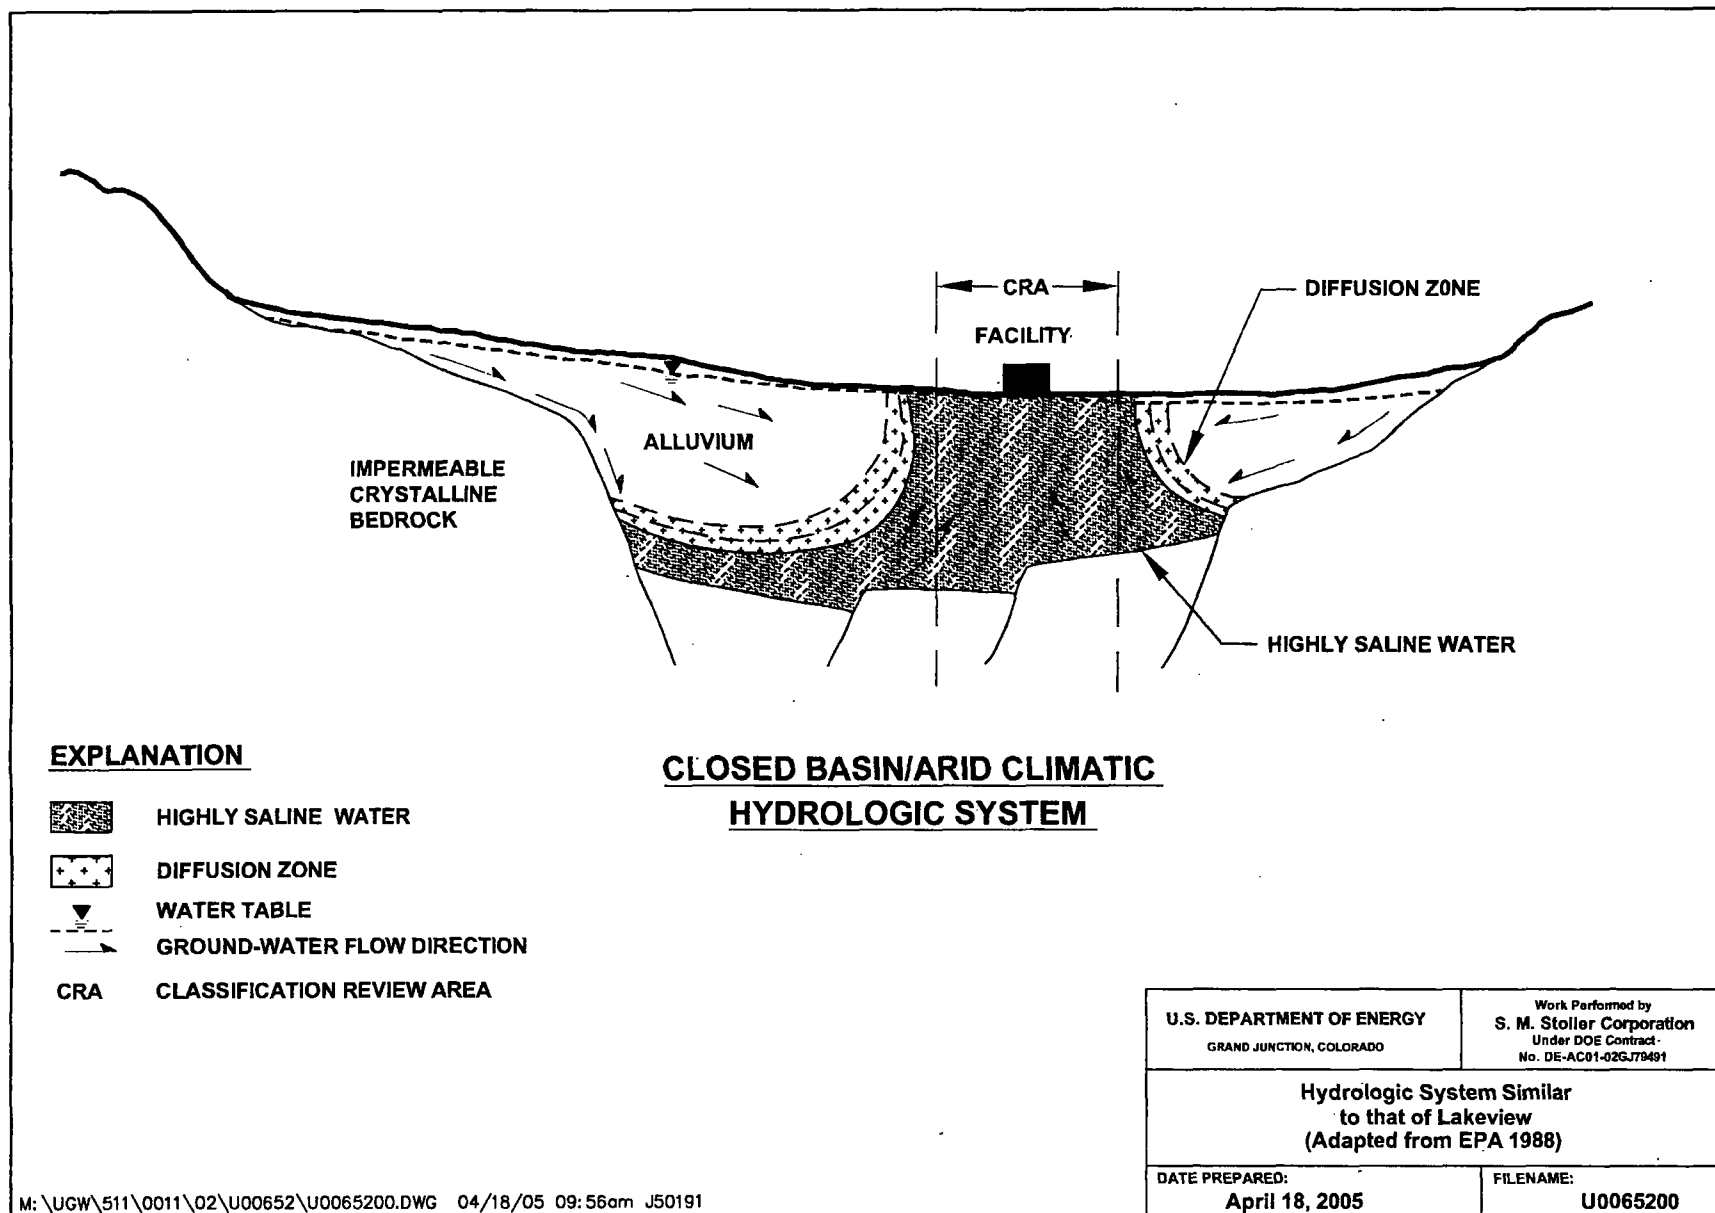 CRA
FACILITY
DIFFUSION ZONE
ALLUVIUM
IMPERMEABLE
CRYSTALLINE
BEDROCK
HIGHLY SALINE WATER
EXPLANATION
HIGHLY SALINE WATER
DIFFUSION ZONE
WATER TABLE
GROUND-WATER FLOW DIRECTION
CRA CLASSIFICATION REVIEW AREA
CLOSED BASIN/ARID CLIMATIC
HYDROLOGIC SYSTEM
U.S. DEPARTMENT OF ENERGY
GRAND JUNCTION, COLORADO
Work Performed by
S. M. Stoller Corporation
Under DOE Contract
No. DE-AC01-02GJ79491
Hydrologic System Similar
to that of Lakeview
(Adapted from EPA 1988)
DATE PREPARED:
April 18, 2005
FILENAME:
U0065200
M:\UGW\511\0011\02\U00652\U0065200.DWG 04/18/05 09:56am J50191